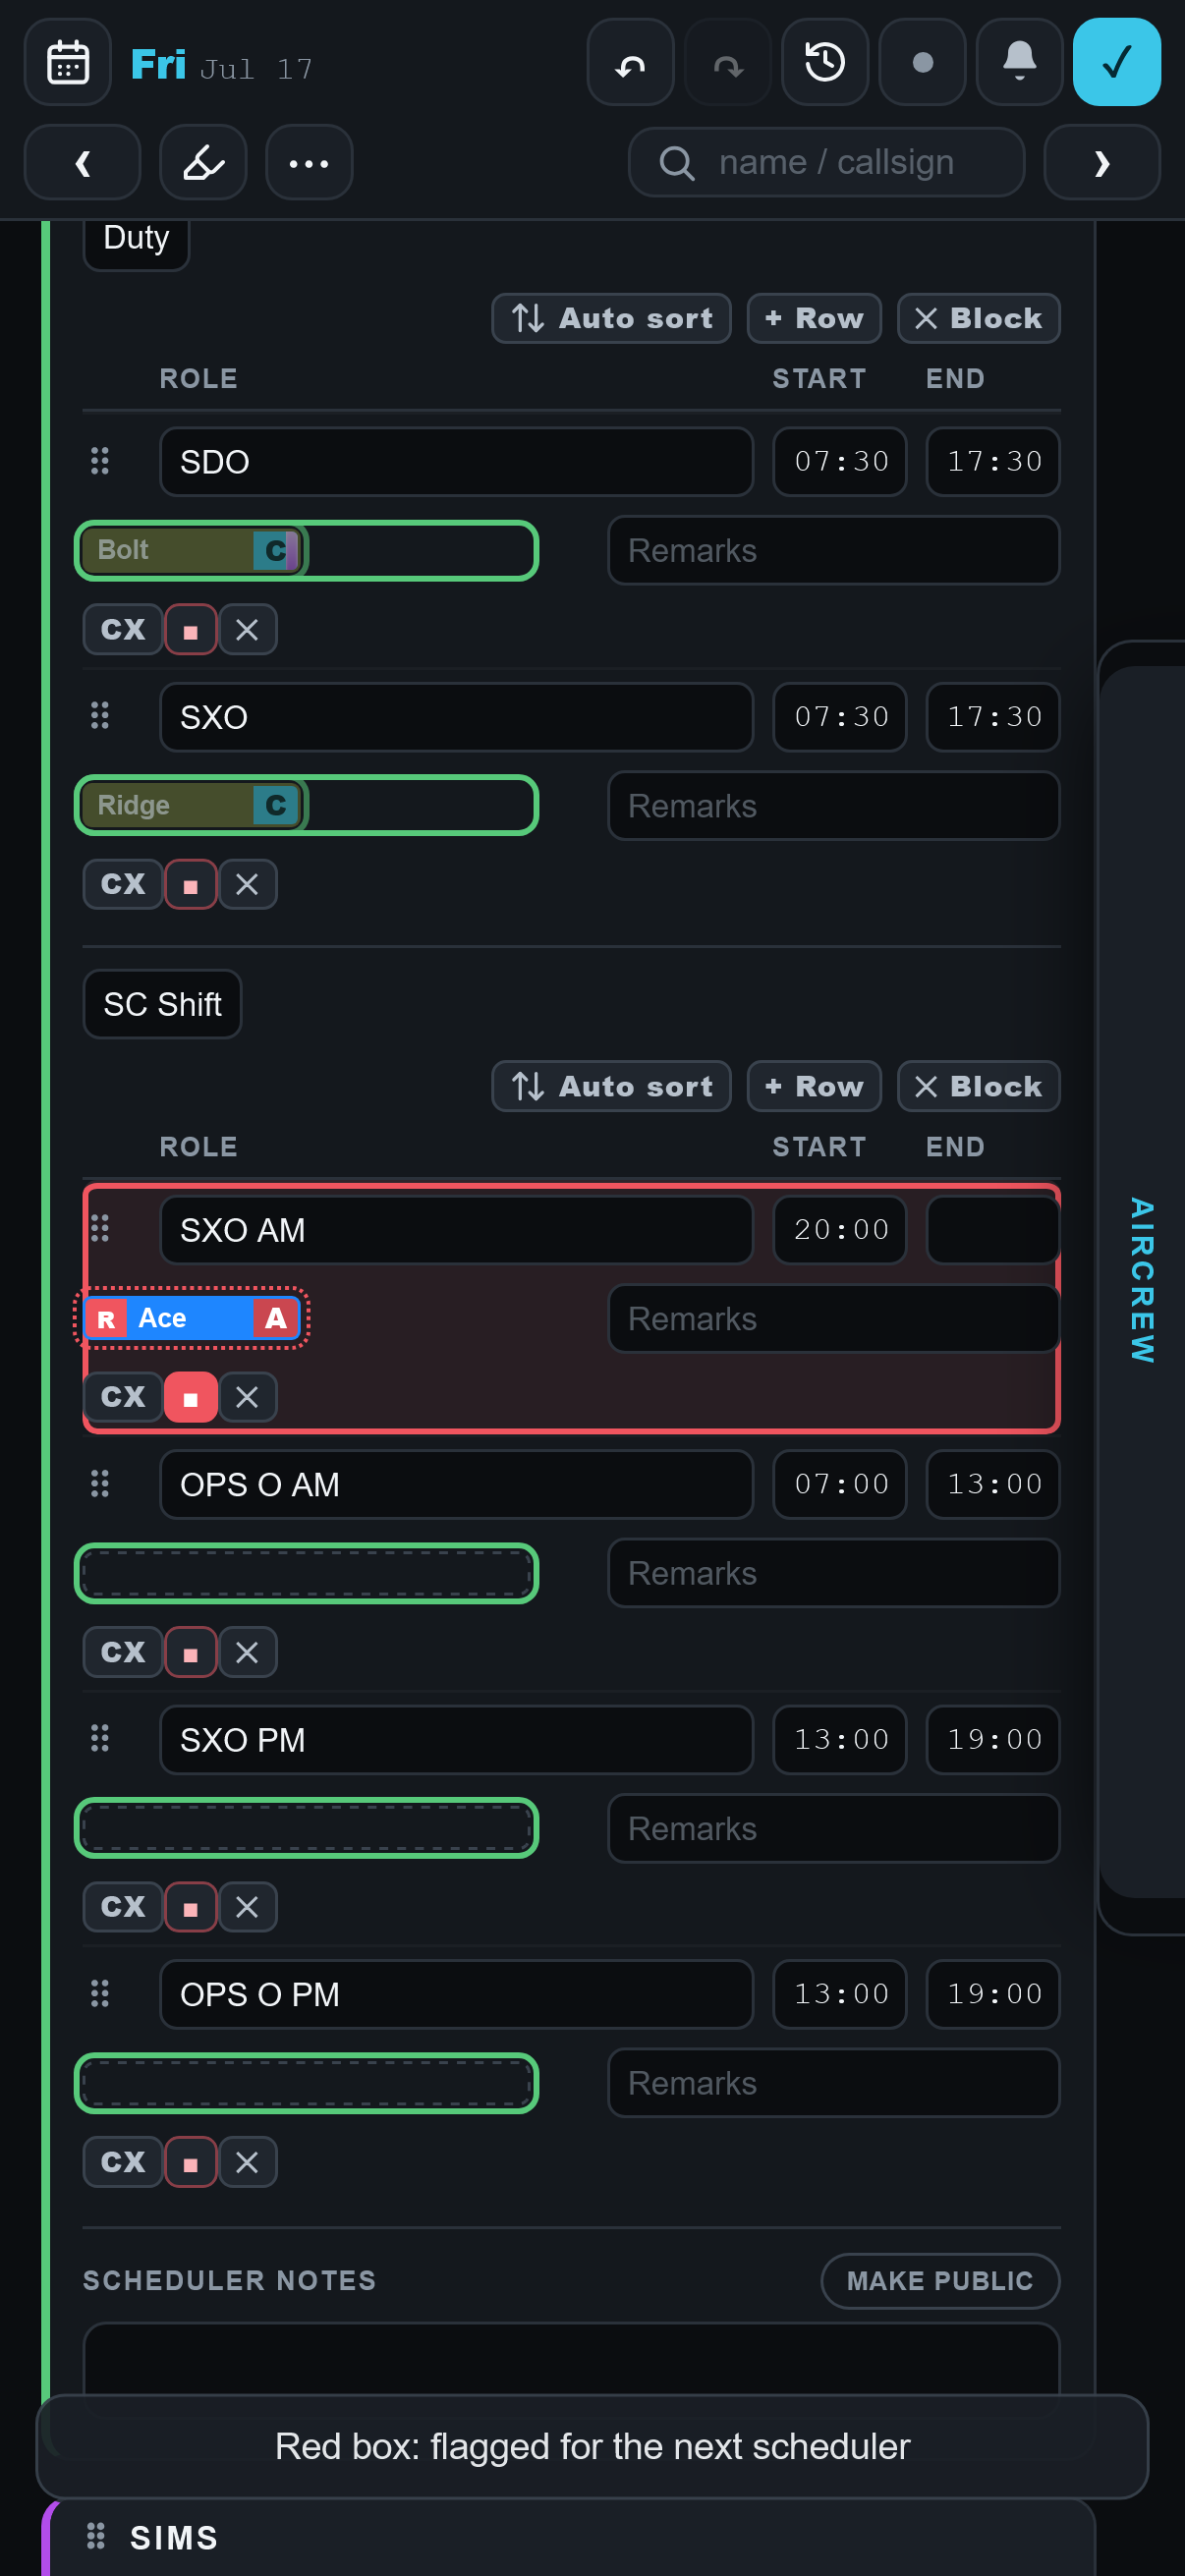 Fri Jul 17
name / callsign
Duty
Auto sort + Row × Block
ROLE START END
SDO 07:30 17:30
Bolt C Remarks
CX
SXO 07:30 17:30
Ridge C Remarks
CX
SC Shift
Auto sort + Row × Block
ROLE START END
SXO AM 20:00
R Ace A Remarks
CX
OPS O AM 07:00 13:00
Remarks
CX
SXO PM 13:00 19:00
Remarks
CX
OPS O PM 13:00 19:00
Remarks
CX
AIRCREW
SCHEDULER NOTES MAKE PUBLIC
Red box: flagged for the next scheduler
SIMS